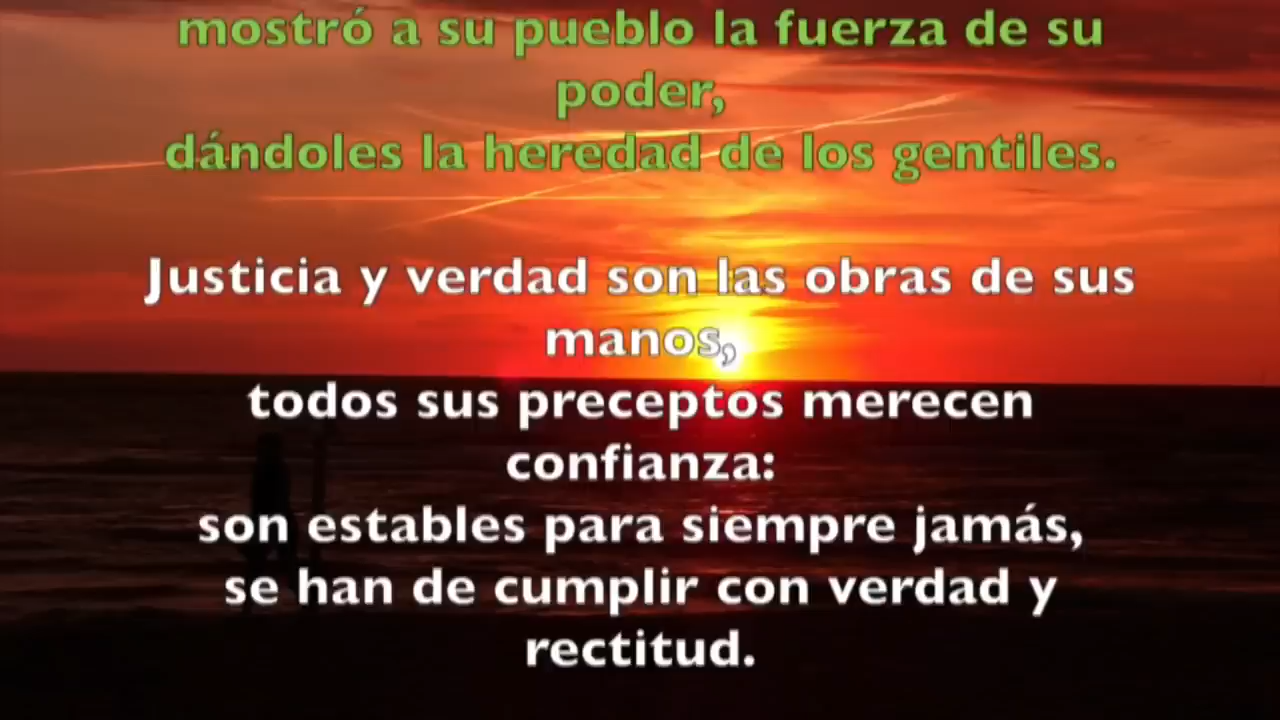 mostró a su pueblo la fuerza de su
poder,
dándoles la heredad de los gentiles.
Justicia y verdad son las obras de sus
manos,
todos sus preceptos merecen
confianza:
son estables para siempre jamás,
se han de cumplir con verdad y
rectitud.